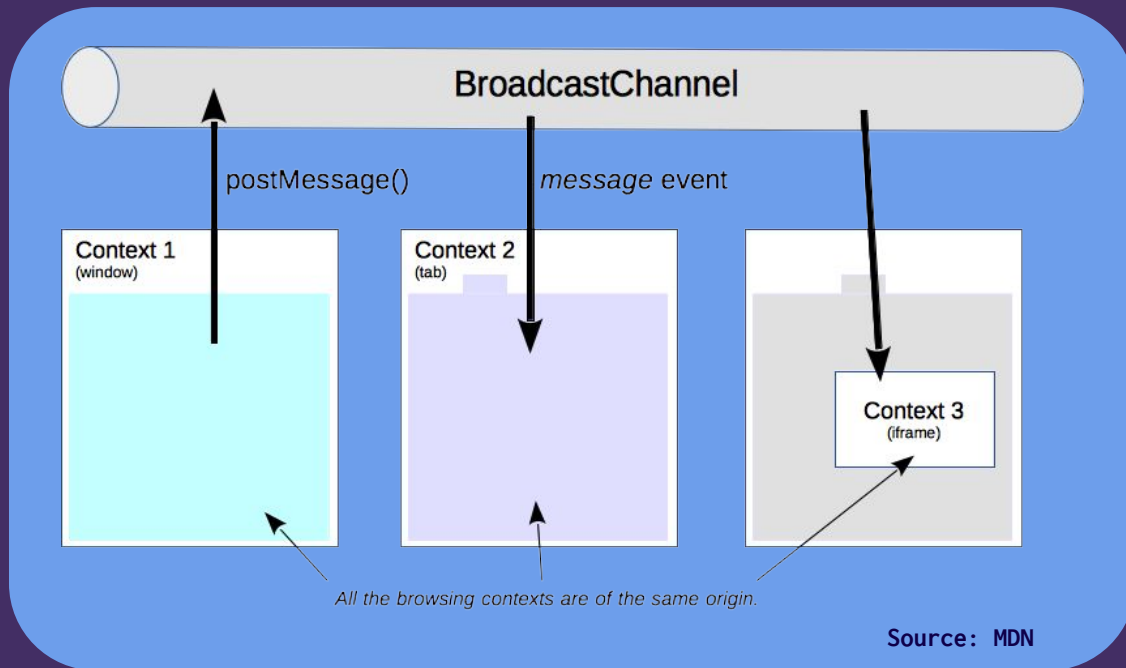 BroadcastChannel
postMessage()
message event
Context 1
(window)
Context 2
(tab)
Context 3
(iframe)
All the browsing contexts are of the same origin.
Source: MDN